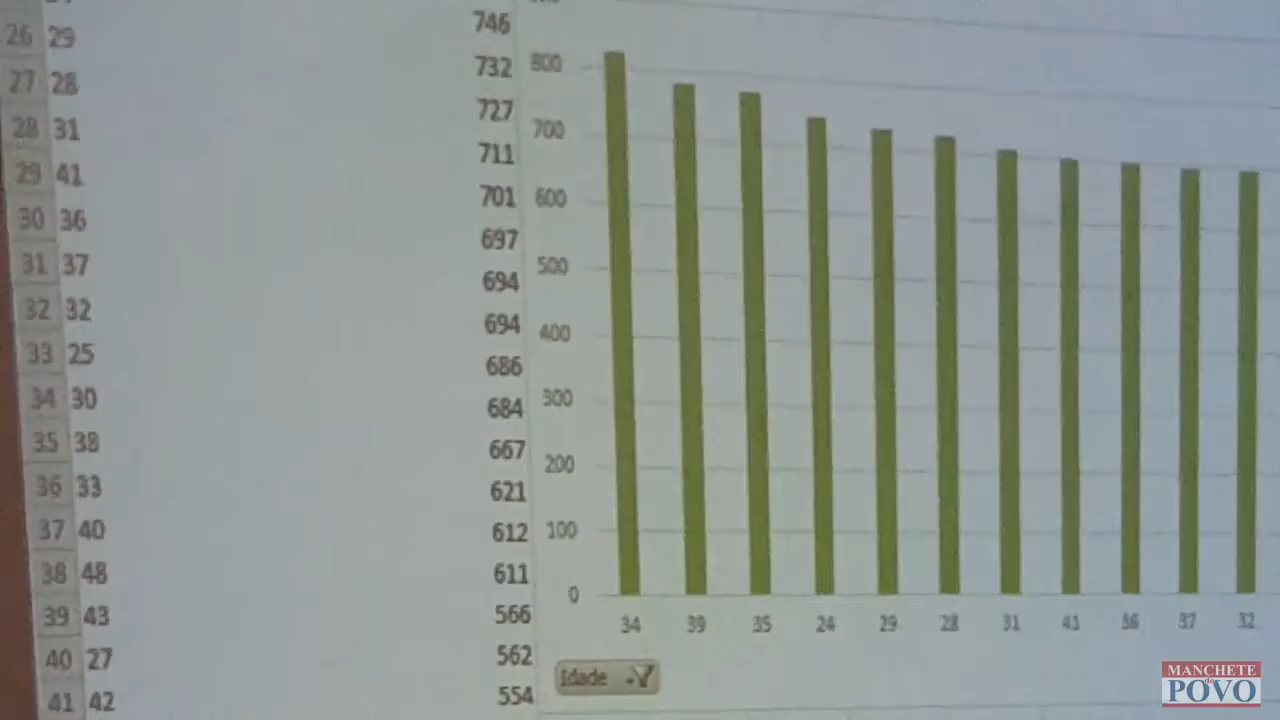 746
26 29 732
27 28 727
28 31 711
29 41 701
30 36 697
31 37 694
32 32 694
33 25 686
34 30 684
35 38 667
36 33 621
37 40 612
38 48 611
39 43 566
40 27 562
41 42 554
800
700
600
500
400
300
200
100
0
34 39 35 24 29 28 31 41 36 37 32
Idade
MANCHETE
do
POVO